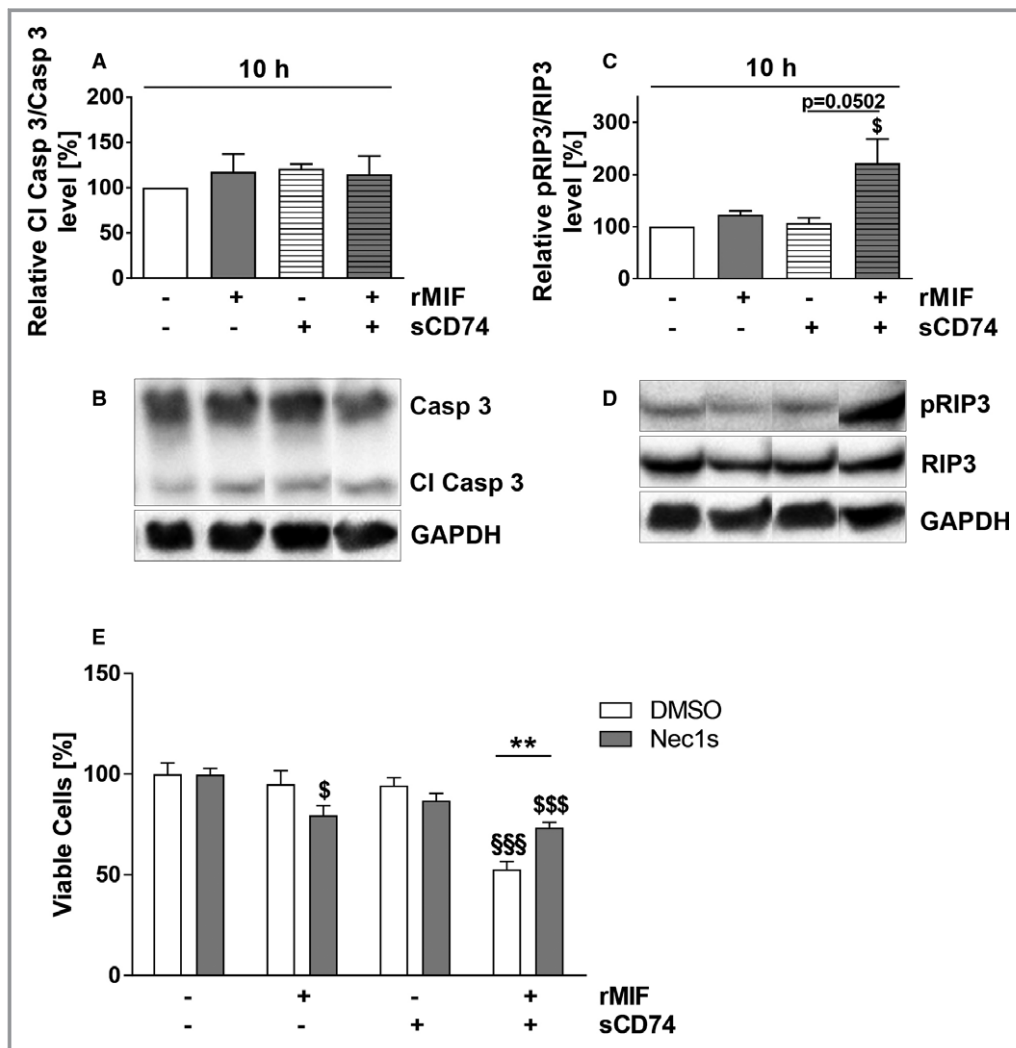 A
10 h
Relative Cl Casp 3/Casp 3
level [%]
200
150
100
50
0
- + - + rMIF
- - + + sCD74
C
10 h
p=0.0502
$
Relative pRIP3/RIP3
level [%]
300
200
100
0
- + - + rMIF
- - + + sCD74
B
Casp 3
Cl Casp 3
GAPDH
D
pRIP3
RIP3
GAPDH
E
Viable Cells [%]
150
100
50
0
DMSO
Nec1s
**
$
§§§
$$$
- + - + rMIF
- - + + sCD74